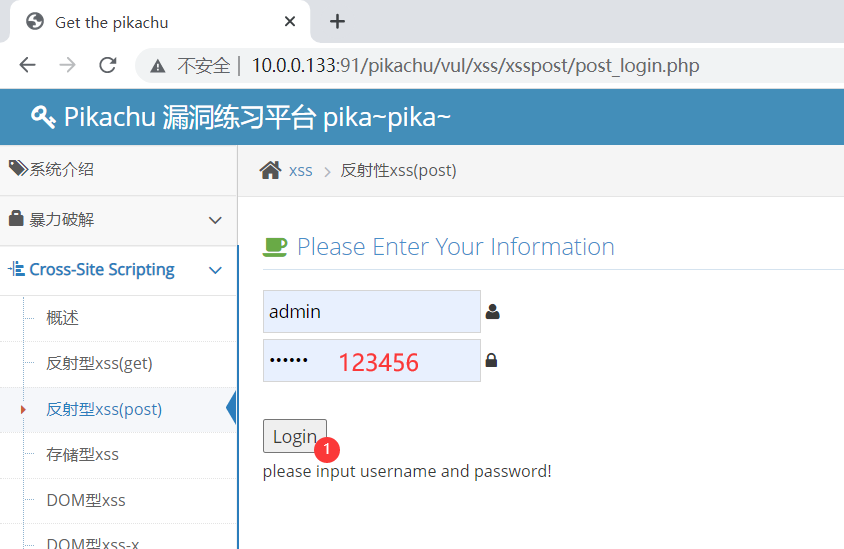 Get the pikachu
不安全 | 10.0.0.133:91/pikachu/vul/xss/xsspost/post_login.php
Pikachu 漏洞练习平台 pika~pika~
系统介绍
暴力破解
Cross-Site Scripting
概述
反射型xss(get)
反射型xss(post)
存储型xss
DOM型xss
DOM型xss-x
xss > 反射性xss(post)
Please Enter Your Information
admin
•••••• 123456
Login 1
please input username and password!